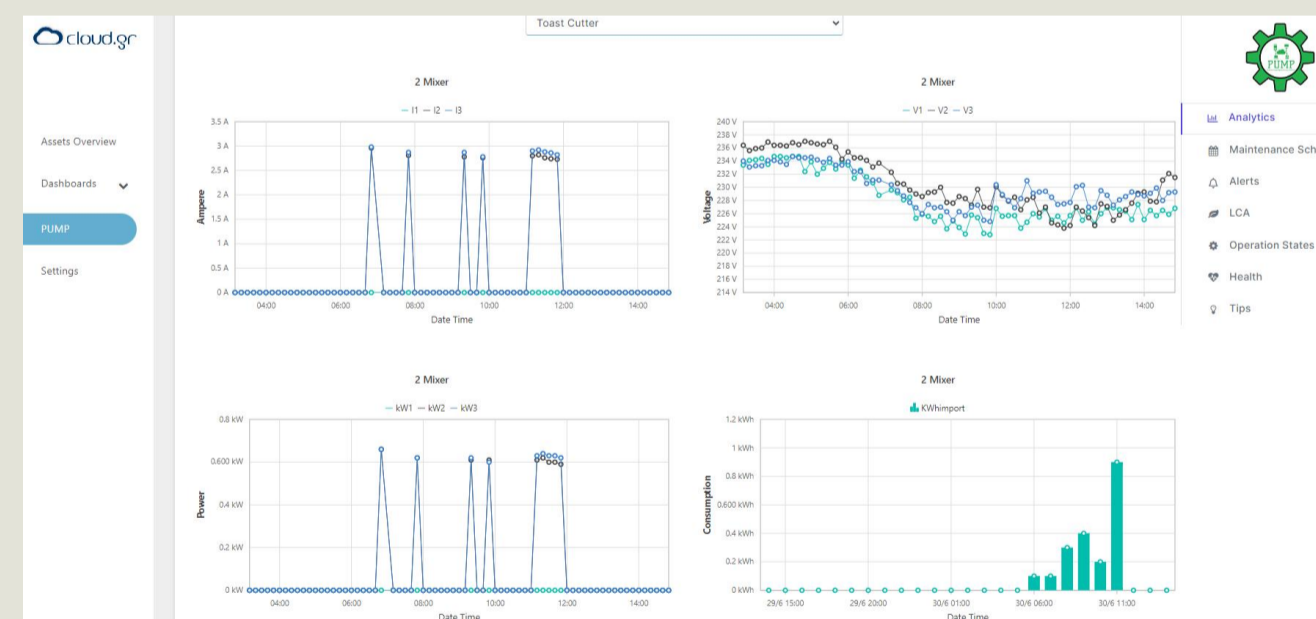 cloud.gr
Assets Overview
Dashboards
PUMP
Settings
Toast Cutter
2 Mixer
I1 I2 I3
3.5 A
3 A
2.5 A
2 A
1.5 A
1 A
0.5 A
0 A
Ampere
04:00 06:00 08:00 10:00 12:00 14:00
Date Time
2 Mixer
V1 V2 V3
240 V
238 V
236 V
234 V
232 V
230 V
228 V
226 V
224 V
222 V
220 V
218 V
216 V
214 V
Voltage
04:00 06:00 08:00 10:00 12:00 14:00
Date Time
2 Mixer
kW1 kW2 kW3
0.8 kW
0.600 kW
0.4 kW
0.2 kW
0 kW
Power
04:00 06:00 08:00 10:00 12:00 14:00
Date Time
2 Mixer
KWhimport
1.2 kWh
1 kWh
0.8 kWh
0.600 kWh
0.4 kWh
0.2 kWh
0 kWh
Consumption
29/6 15:00 29/6 20:00 30/6 01:00 30/6 06:00 30/6 11:00
Date Time
PUMP
Analytics
Maintenance Sch
Alerts
LCA
Operation States
Health
Tips